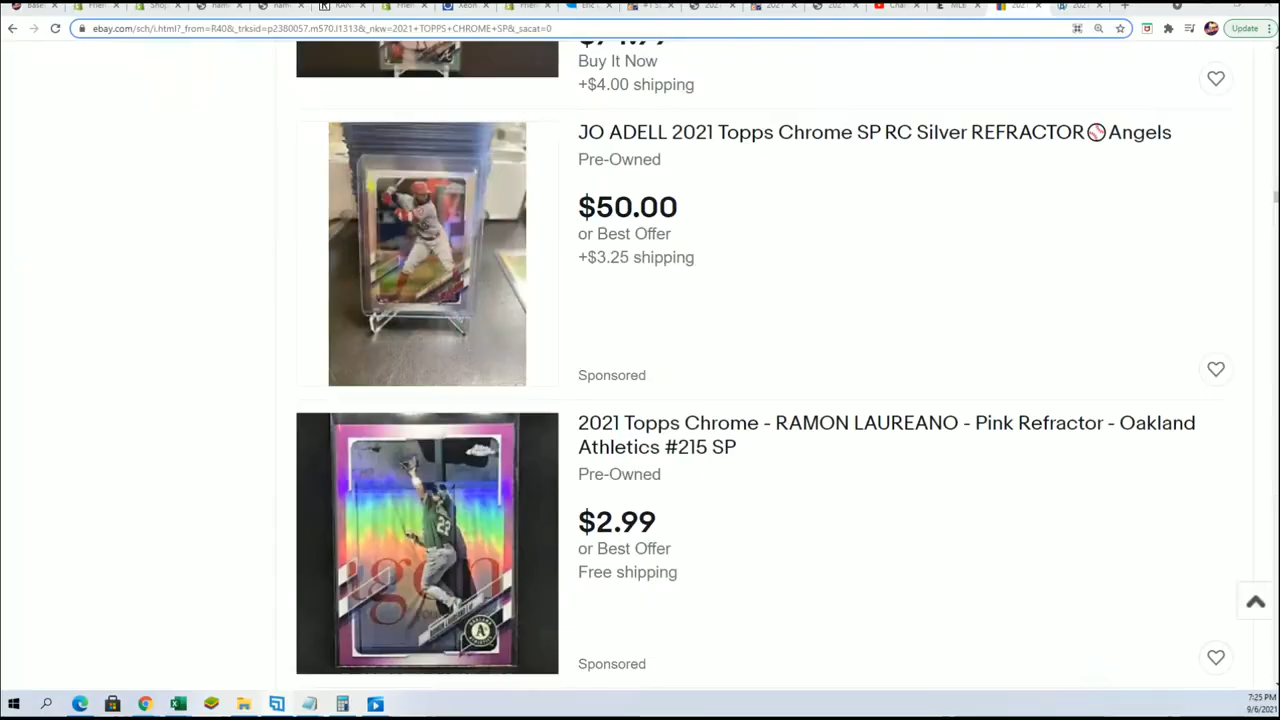 ebay.com/sch/i.html?_from=R40&_trksid=p2380057.m570.l1313&_nkw=2021+TOPPS+CHROME+SP&_sacat=0
Update
Buy It Now
+$4.00 shipping
JO ADELL 2021 Topps Chrome SP RC Silver REFRACTOR⚾Angels
Pre-Owned
$50.00
or Best Offer
+$3.25 shipping
Sponsored
2021 Topps Chrome - RAMON LAUREANO - Pink Refractor - Oakland
Athletics #215 SP
Pre-Owned
$2.99
or Best Offer
Free shipping
Sponsored
7:25 PM
9/6/2021